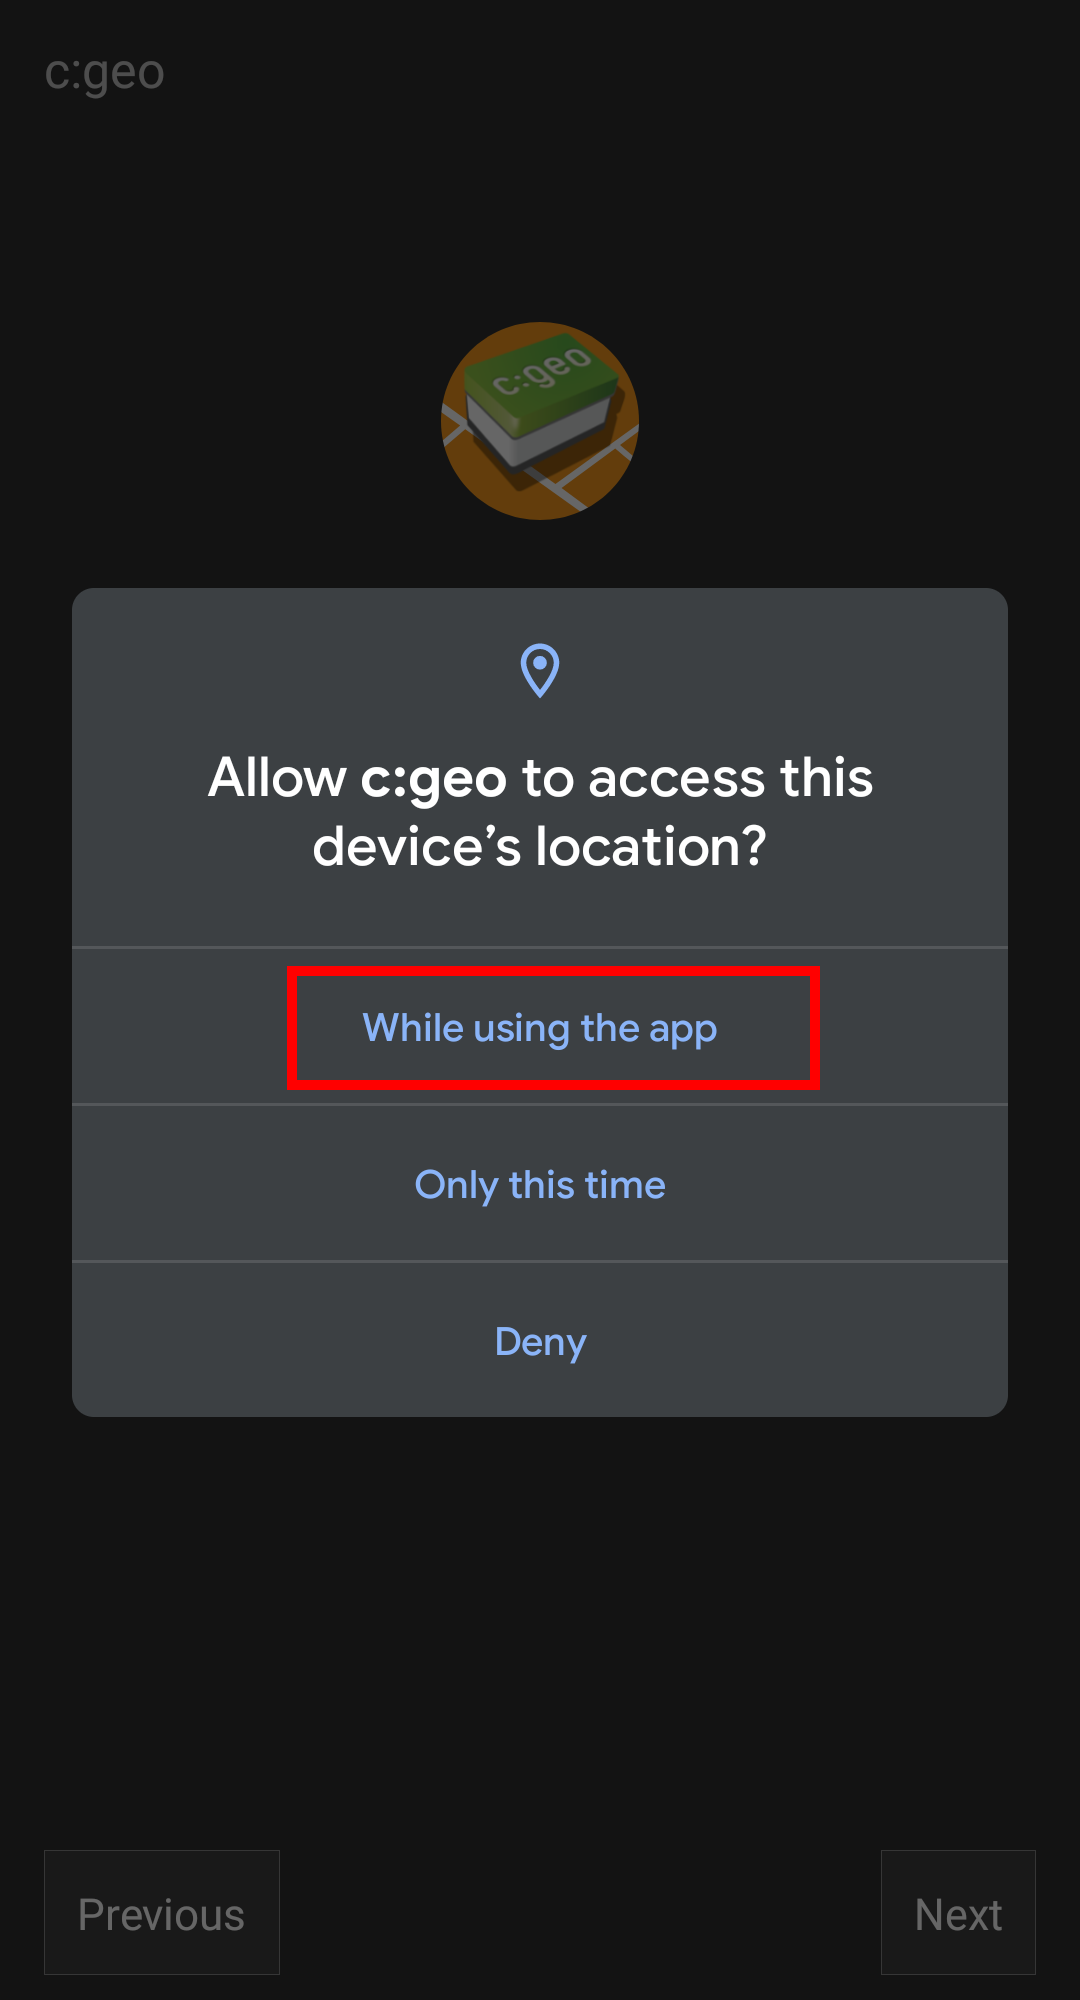 c:geo
c:geo
Allow c:geo to access this
device’s location?
While using the app
Only this time
Deny
Previous
Next